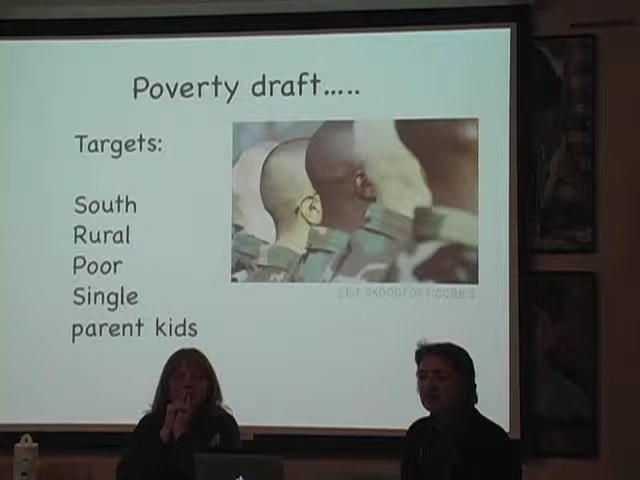 Poverty draft.....
Targets:
South
Rural
Poor
Single
parent kids